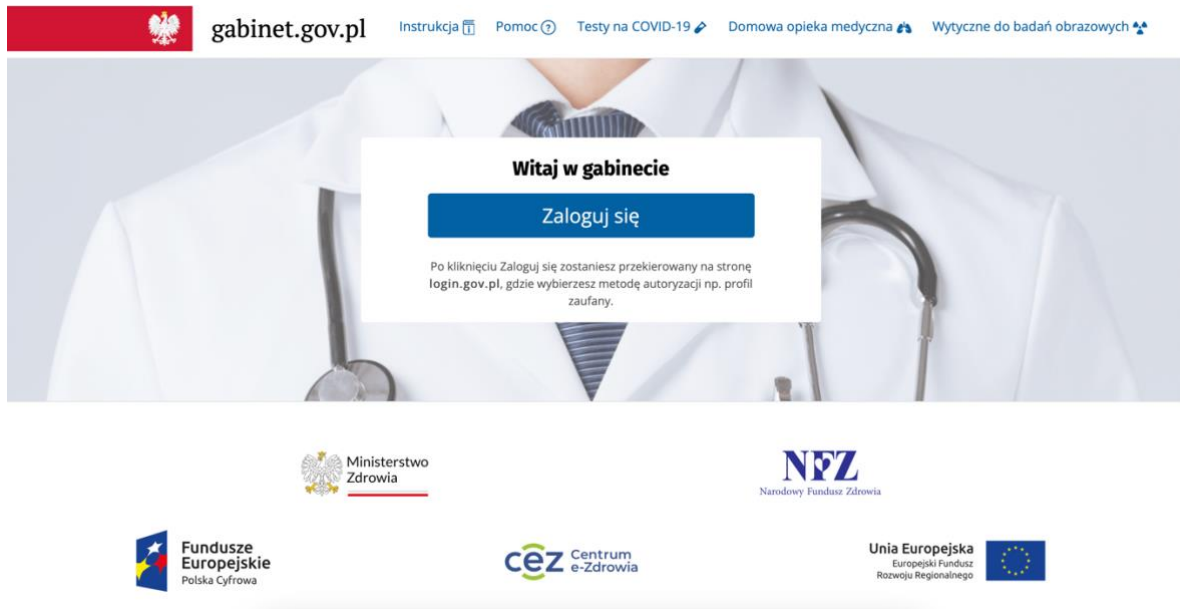 gabinet.gov.pl Instrukcja Pomoc Testy na COVID-19 Domowa opieka medyczna Wytyczne do badań obrazowych
Witaj w gabinecie
Zaloguj się
Po kliknięciu Zaloguj się zostaniesz przekierowany na stronę
login.gov.pl, gdzie wybierzesz metodę autoryzacji np. profil
zaufany.
Ministerstwo
Zdrowia
NFZ
Narodowy Fundusz Zdrowia
Fundusze
Europejskie
Polska Cyfrowa
cez Centrum
e-Zdrowia
Unia Europejska
Europejski Fundusz
Rozwoju Regionalnego